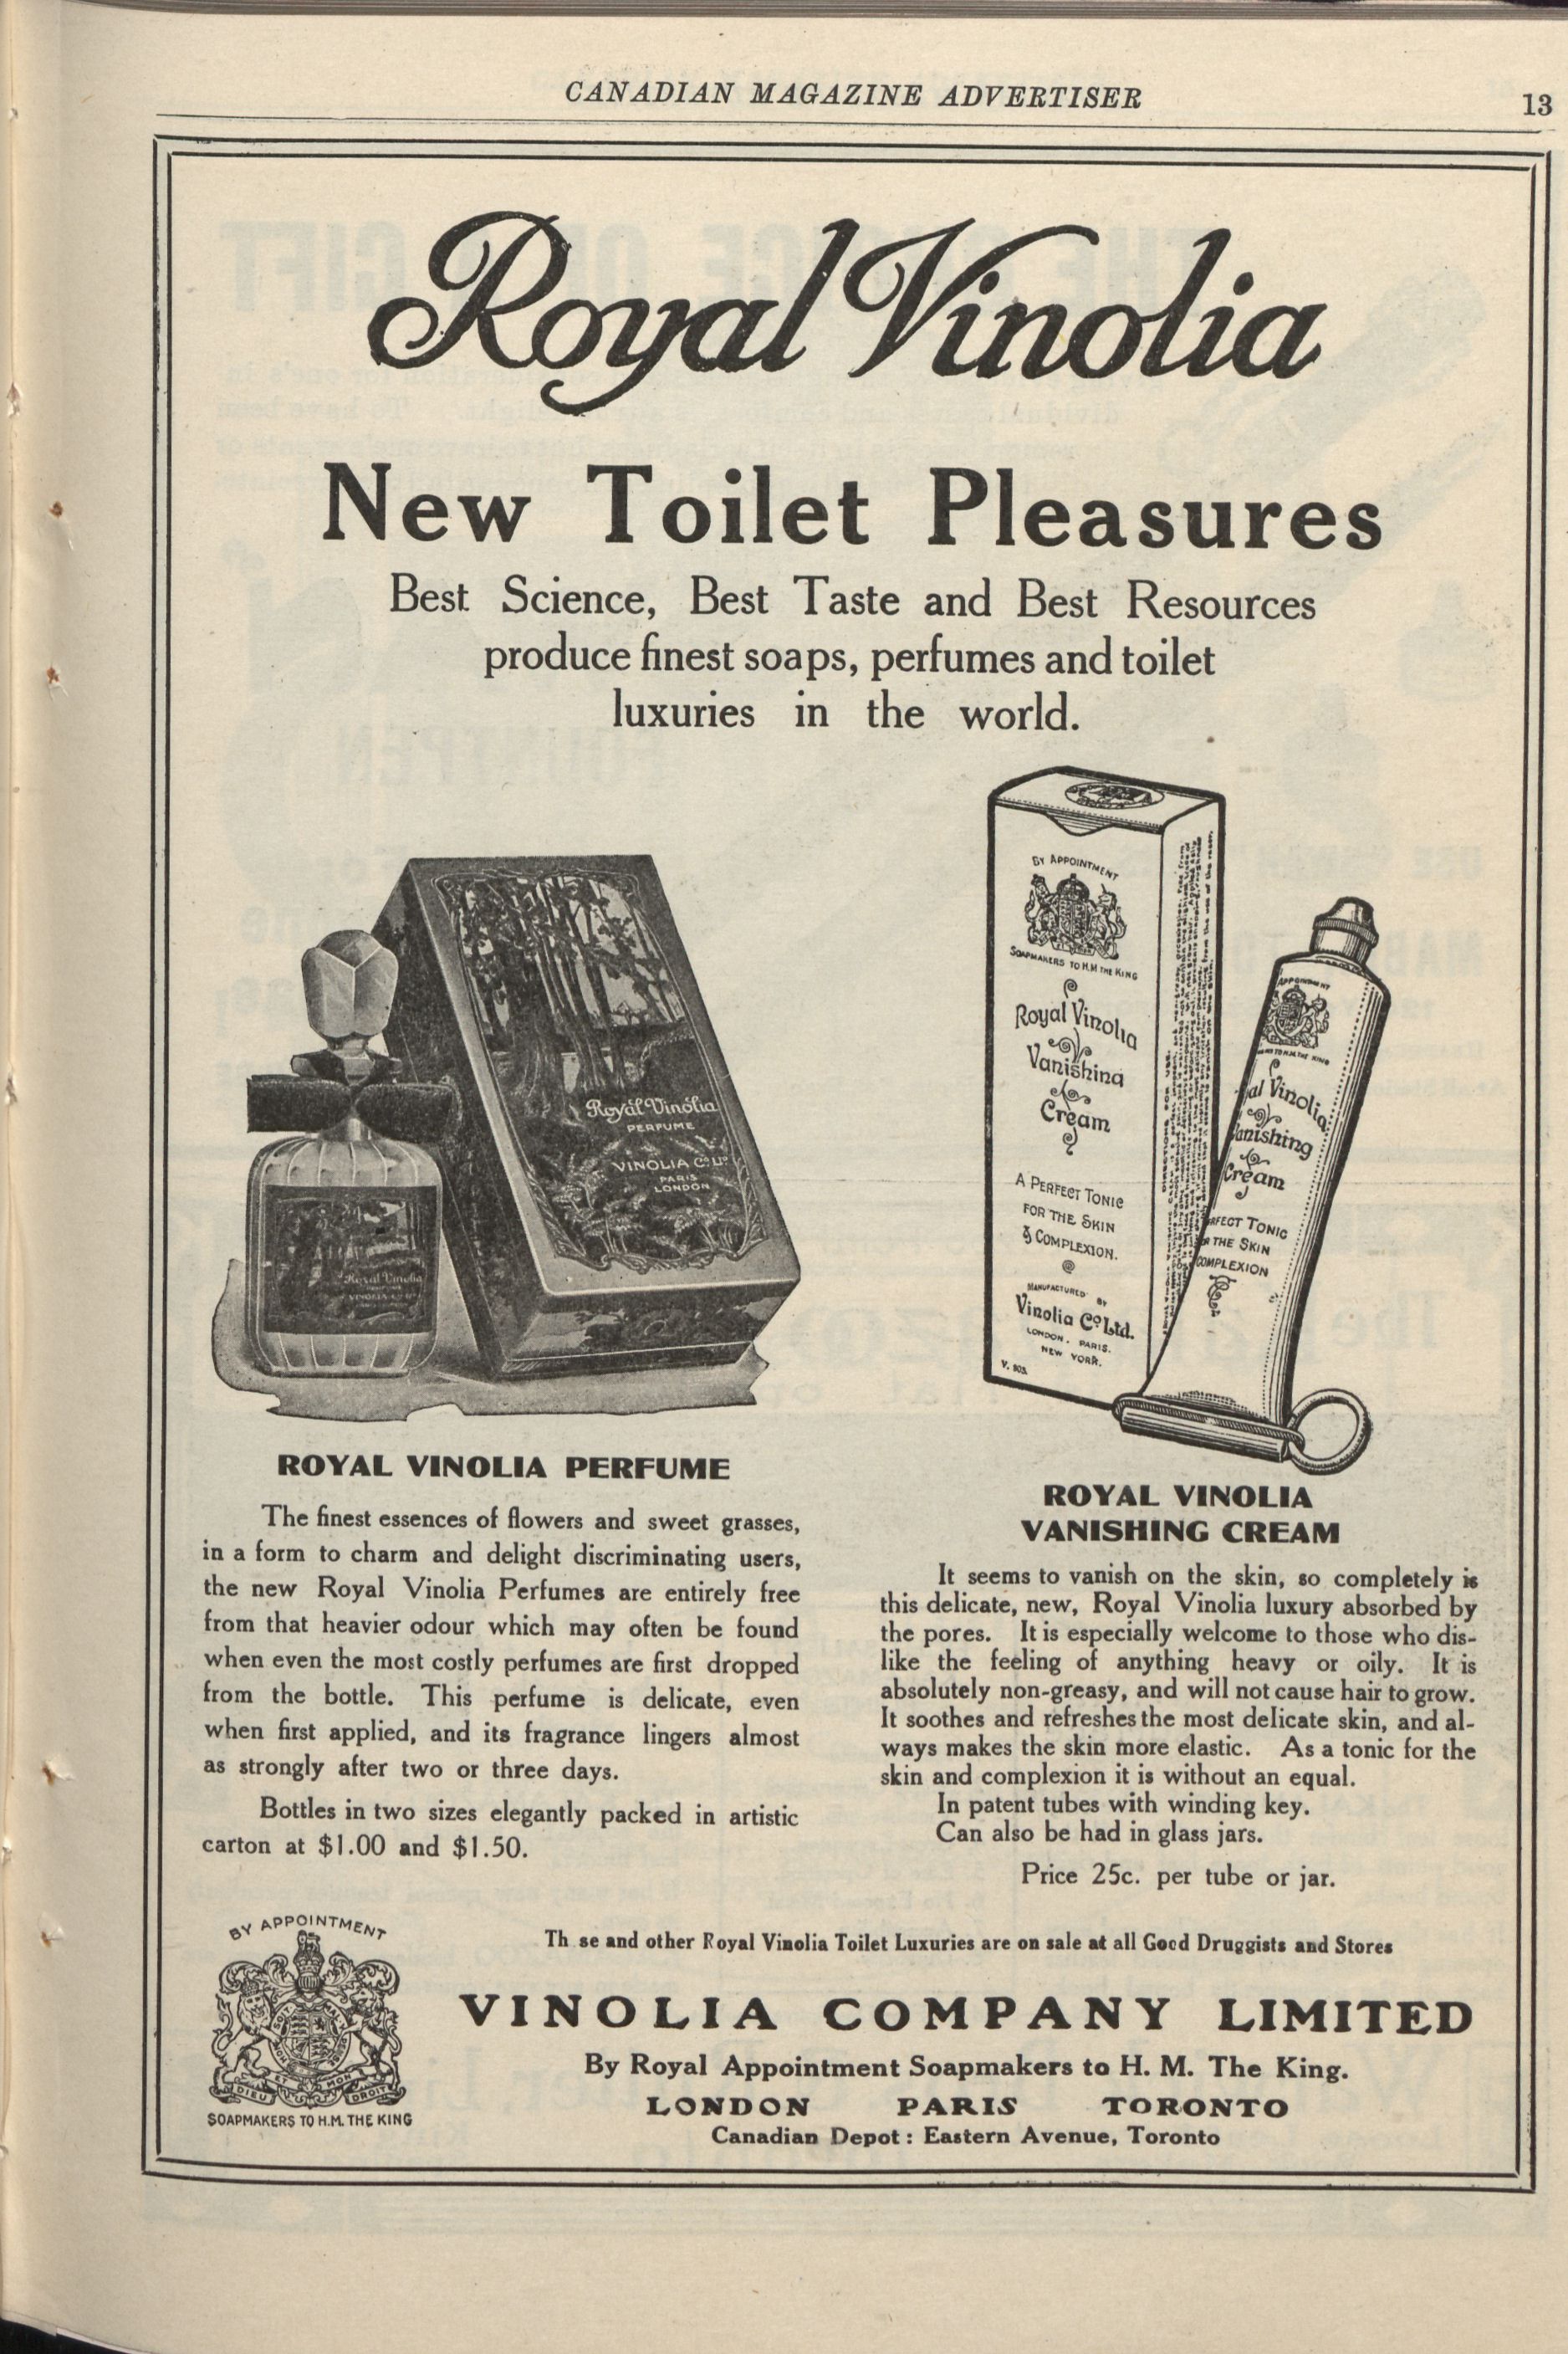 CANADIAN MAGAZINE ADVERTISER 13
Royal Vinolia
New Toilet Pleasures
Best Science, Best Taste and Best Resources
produce finest soaps, perfumes and toilet
luxuries in the world.
Royal Vinolia
PERFUME
VINOLIA Co. LTD
PARIS
LONDON
Royal Vinolia
BY APPOINTMENT
SOAPMAKERS TO H.M THE KING
Royal Vinolia
Vanishing
Cream
A PERFECT TONIC
FOR THE SKIN
& COMPLEXION.
MANUFACTURED BY
Vinolia Co. Ltd.
LONDON. PARIS.
NEW YORK.
APPOINTMENT
TO H.M. THE KING
al Vinolia
anishing
Cream
RFECT TONIC
THE SKIN
COMPLEXION
ROYAL VINOLIA PERFUME
The finest essences of flowers and sweet grasses,
in a form to charm and delight discriminating users,
the new Royal Vinolia Perfumes are entirely free
from that heavier odour which may often be found
when even the most costly perfumes are first dropped
from the bottle. This perfume is delicate, even
when first applied, and its fragrance lingers almost
as strongly after two or three days.
Bottles in two sizes elegantly packed in artistic
carton at $1.00 and $1.50.
ROYAL VINOLIA
VANISHING CREAM
It seems to vanish on the skin, so completely is
this delicate, new, Royal Vinolia luxury absorbed by
the pores. It is especially welcome to those who dis-
like the feeling of anything heavy or oily. It is
absolutely non-greasy, and will not cause hair to grow.
It soothes and refreshes the most delicate skin, and al-
ways makes the skin more elastic. As a tonic for the
skin and complexion it is without an equal.
In patent tubes with winding key.
Can also be had in glass jars.
Price 25c. per tube or jar.
BY APPOINTMENT
DIEU ET MON DROIT
SOAPMAKERS TO H.M. THE KING
Th se and other Royal Vinolia Toilet Luxuries are on sale at all Good Druggists and Stores
VINOLIA COMPANY LIMITED
By Royal Appointment Soapmakers to H. M. The King.
LONDON PARIS TORONTO
Canadian Depot: Eastern Avenue, Toronto